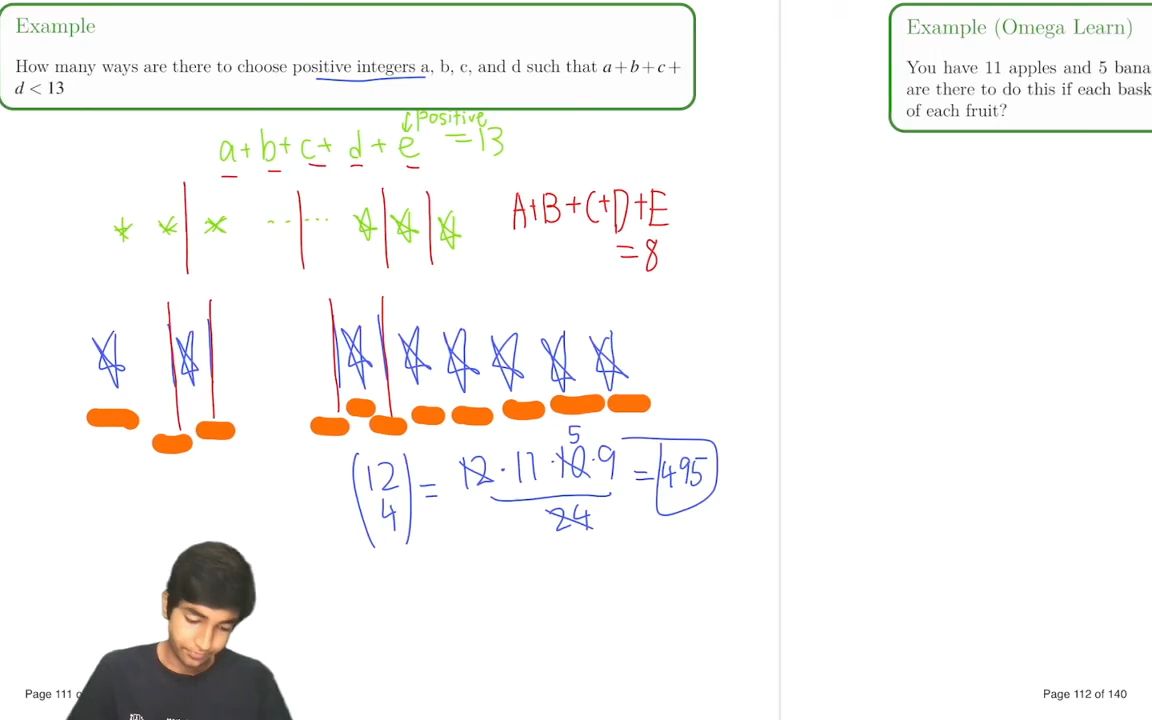 Example
How many ways are there to choose positive integers a, b, c, and d such that a+b+c+
d < 13
Positive
a+b+c+d+e =13
A+B+C+D+E
=8
(12
4) = 12·11·10·9 = 495
5
24
Page 111
Example (Omega Learn)
You have 11 apples and 5 bana
are there to do this if each bask
of each fruit?
Page 112 of 140